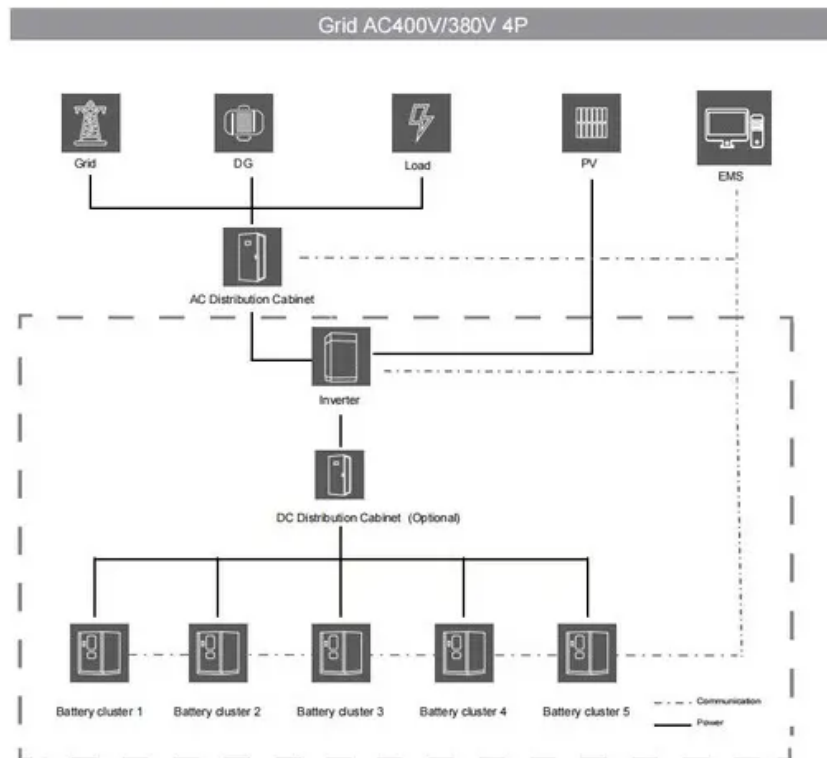 Grid AC400V/380V 4P
Grid
DG
Load
PV
EMS
AC Distribution Cabinet
Inverter
DC Distribution Cabinet (Optional)
Battery cluster 1
Battery cluster 2
Battery cluster 3
Battery cluster 4
Battery cluster 5
Communication
Power